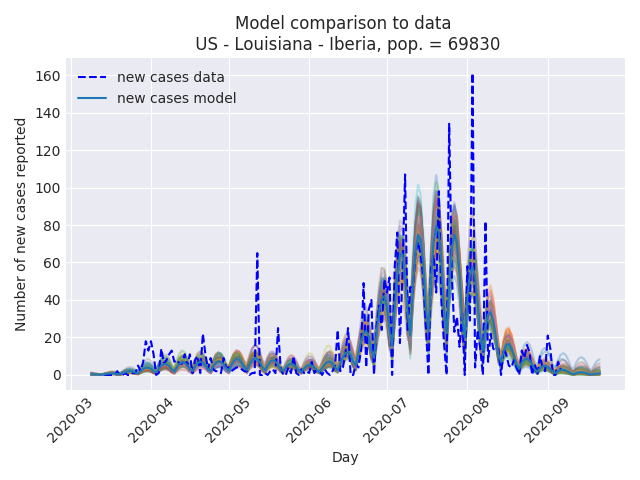 Model comparison to data
US - Louisiana - Iberia, pop. = 69830
new cases data
new cases model
Number of new cases reported
160
140
120
100
80
60
40
20
0
2020-03
2020-04
2020-05
2020-06
2020-07
2020-08
2020-09
Day